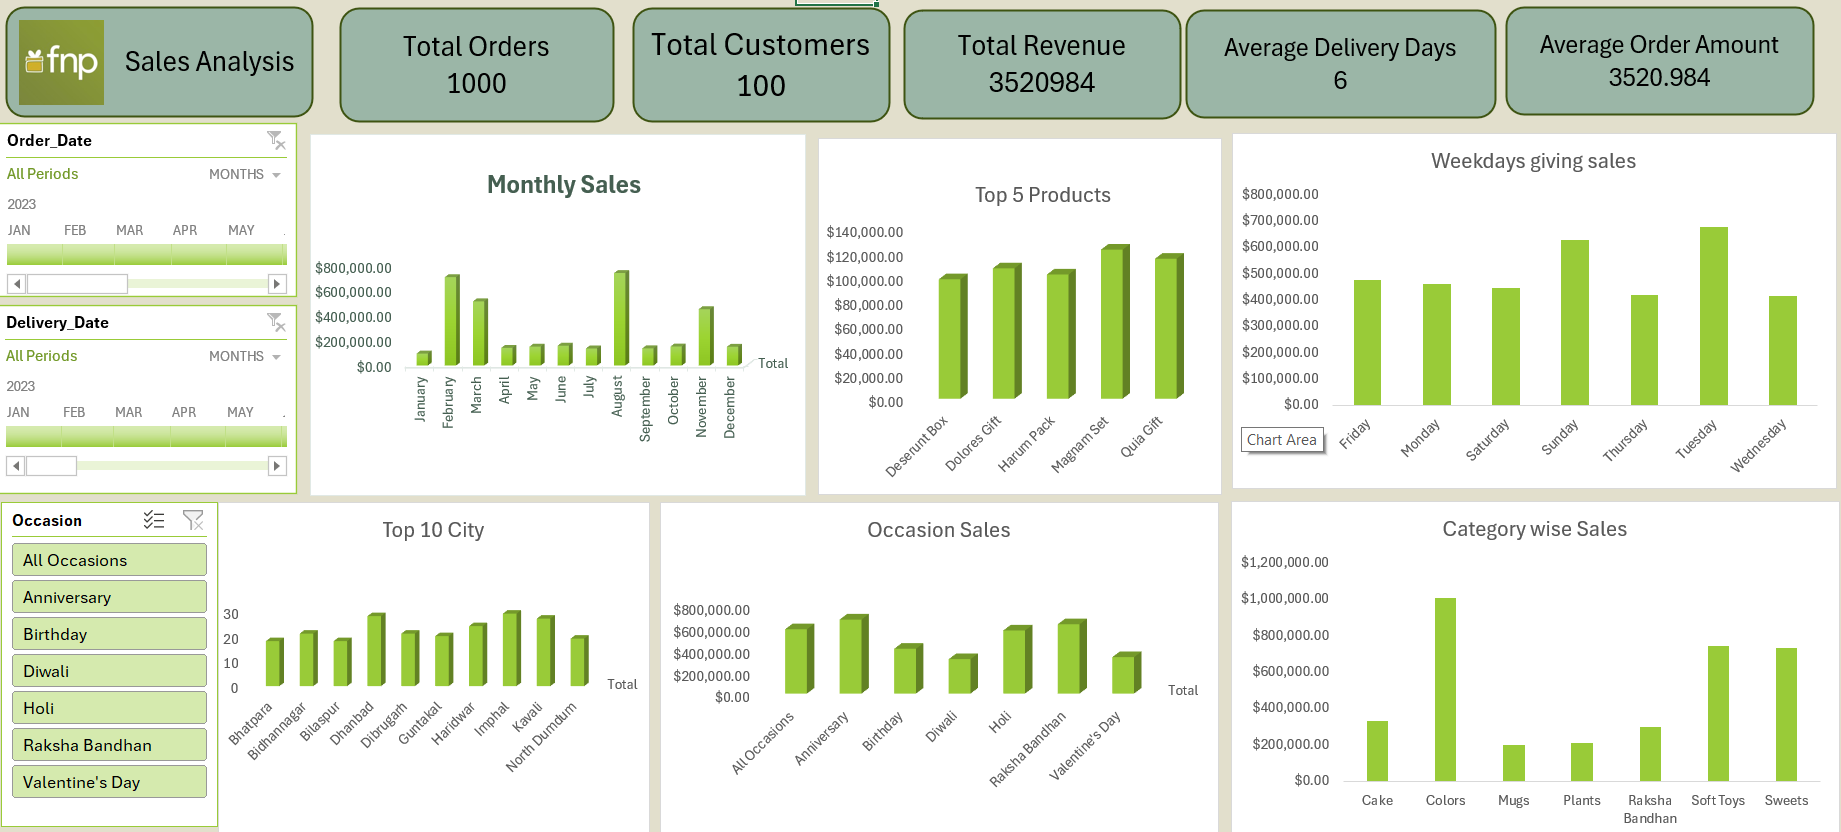 fnp
Sales Analysis
Total Orders
1000
Total Customers
100
Total Revenue
3520984
Average Delivery Days
6
Average Order Amount
3520.984
Order_Date
All Periods
MONTHS
2023
JAN FEB MAR APR MAY
Delivery_Date
All Periods
MONTHS
2023
JAN FEB MAR APR MAY
Monthly Sales
$800,000.00
$600,000.00
$400,000.00
$200,000.00
$0.00
January
February
March
April
May
June
July
August
September
October
November
December
Total
Top 5 Products
$140,000.00
$120,000.00
$100,000.00
$80,000.00
$60,000.00
$40,000.00
$20,000.00
$0.00
Deserunt Box
Dolores Gift
Harum Pack
Magnam Set
Quia Gift
Weekdays giving sales
$800,000.00
$700,000.00
$600,000.00
$500,000.00
$400,000.00
$300,000.00
$200,000.00
$100,000.00
$0.00
Chart Area
Friday
Monday
Saturday
Sunday
Thursday
Tuesday
Wednesday
Occasion
All Occasions
Anniversary
Birthday
Diwali
Holi
Raksha Bandhan
Valentine's Day
Top 10 City
30
20
10
0
Bhatpara
Bidhannagar
Bilaspur
Dhanbad
Dibrugarh
Guntakal
Haridwar
Imphal
Kavali
North Dumdum
Total
Occasion Sales
$800,000.00
$600,000.00
$400,000.00
$200,000.00
$0.00
All Occasions
Anniversary
Birthday
Diwali
Holi
Raksha Bandhan
Valentine's Day
Total
Category wise Sales
$1,200,000.00
$1,000,000.00
$800,000.00
$600,000.00
$400,000.00
$200,000.00
$0.00
Cake
Colors
Mugs
Plants
Raksha
Bandhan
Soft Toys
Sweets